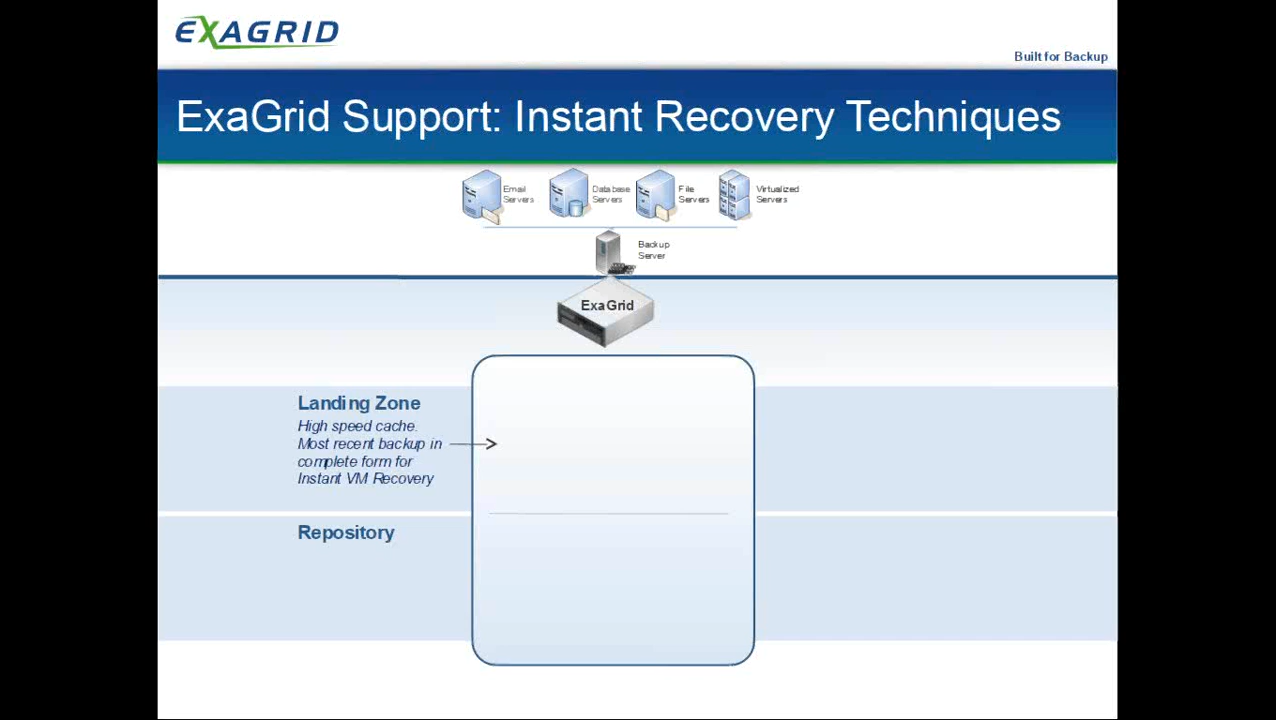 EXAGRID
Built for Backup
ExaGrid Support: Instant Recovery Techniques
Email
Servers
Database
Servers
File
Servers
Virtualized
Servers
Backup
Server
ExaGrid
Landing Zone
High speed cache.
Most recent backup in
complete form for
Instant VM Recovery
Repository